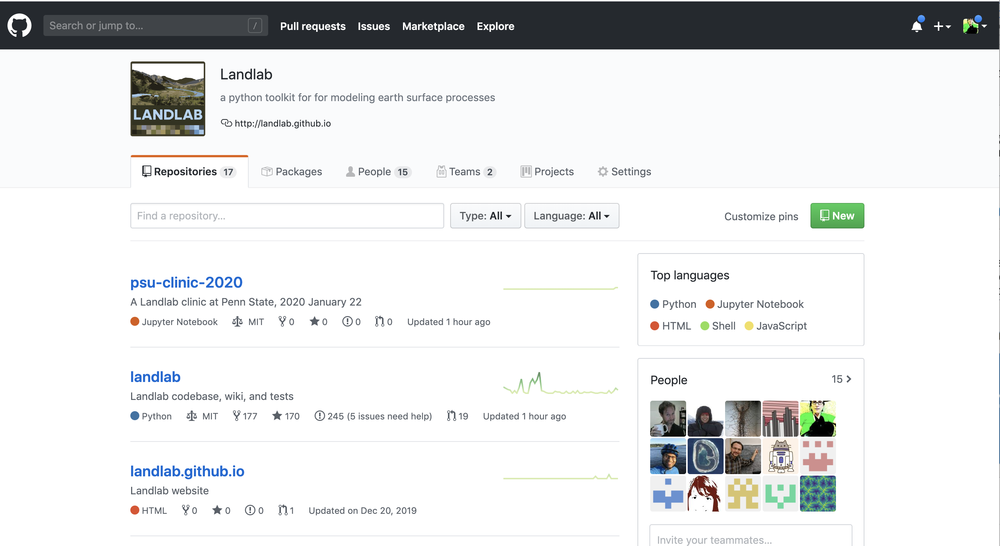 Search or jump to... /
Pull requests Issues Marketplace Explore
Landlab
a python toolkit for for modeling earth surface processes
http://landlab.github.io
LANDLAB
Repositories 17 Packages People 15 Teams 2 Projects Settings
Find a repository... Type: All Language: All Customize pins New
psu-clinic-2020
A Landlab clinic at Penn State, 2020 January 22
Jupyter Notebook MIT 0 0 0 0 Updated 1 hour ago
landlab
Landlab codebase, wiki, and tests
Python MIT 177 170 245 (5 issues need help) 19 Updated 1 hour ago
landlab.github.io
Landlab website
HTML 0 0 0 1 Updated on Dec 20, 2019
Top languages
Python Jupyter Notebook
HTML Shell JavaScript
People 15
Invite your teammates...